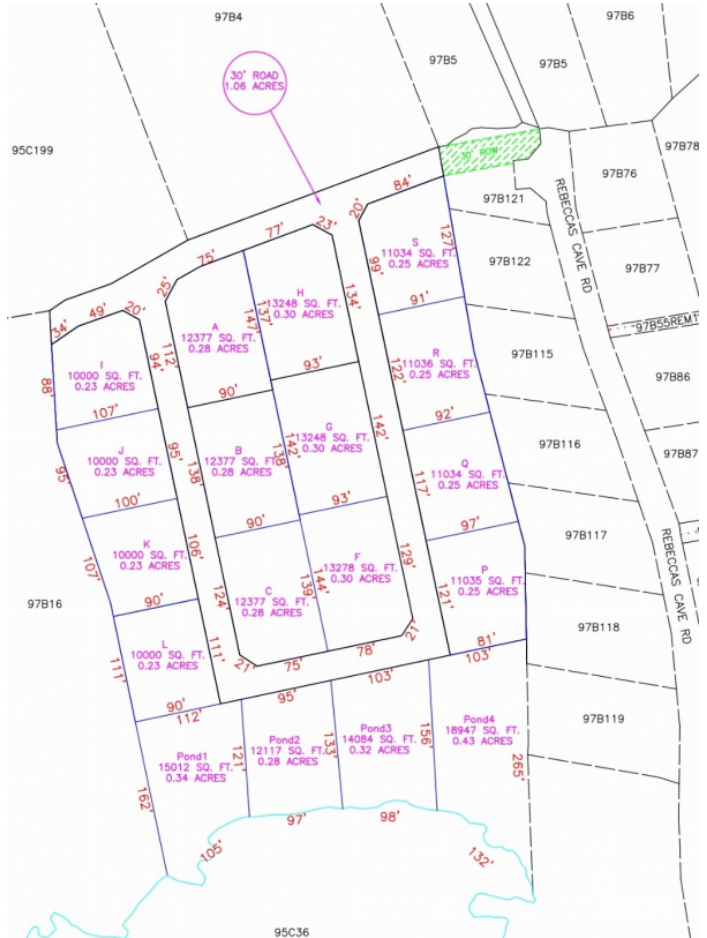 97B4
97B6
97B5
97B5
30' ROAD
1.06 ACRES
95C199
30' ROW
97B78
97B76
84'
20'
23'
77'
75'
97B121
REBECCAS CAVE RD
S
11034 SQ. FT.
0.25 ACRES
127'
99'
97B122
97B77
25'
H
13248 SQ. FT.
0.30 ACRES
134'
147'
137'
A
12377 SQ. FT.
0.28 ACRES
112'
91'
49'
20'
34'
97B55REM1
94'
R
11036 SQ. FT.
0.25 ACRES
122'
97B115
I
10000 SQ. FT.
0.23 ACRES
88'
93'
97B86
90'
107'
92'
G
13248 SQ. FT.
0.30 ACRES
142'
142'
138'
97B116
97B87
J
10000 SQ. FT.
0.23 ACRES
95'
95'
B
12377 SQ. FT.
0.28 ACRES
138'
Q
11034 SQ. FT.
0.25 ACRES
117'
100'
93'
90'
97'
97B117
K
10000 SQ. FT.
0.23 ACRES
107'
106'
F
13278 SQ. FT.
0.30 ACRES
129'
144'
139'
REBECCAS CAVE RD
C
12377 SQ. FT.
0.28 ACRES
124'
P
11035 SQ. FT.
0.25 ACRES
121'
97B16
90'
97B118
L
10000 SQ. FT.
0.23 ACRES
111'
111'
21'
81'
78'
75'
21'
103'
103'
95'
90'
112'
97B119
Pond4
18947 SQ. FT.
0.43 ACRES
265'
Pond3
14084 SQ. FT.
0.32 ACRES
156'
Pond2
12117 SQ. FT.
0.28 ACRES
133'
Pond1
15012 SQ. FT.
0.34 ACRES
121'
162'
97'
98'
105'
132'
95C36